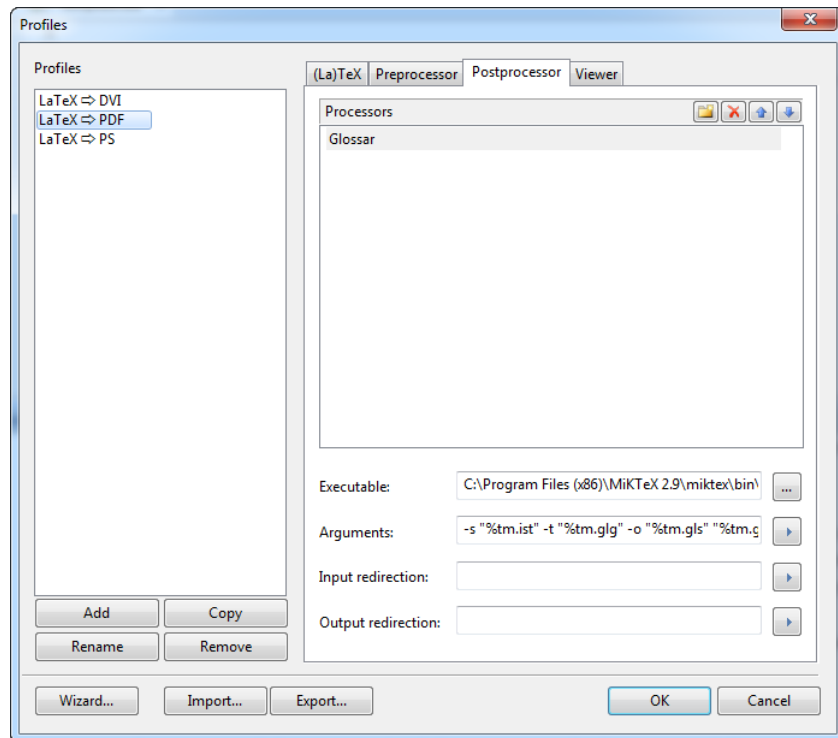 Profiles
Profiles
LaTeX ⇨ DVI
LaTeX ⇨ PDF
LaTeX ⇨ PS
Add
Copy
Rename
Remove
(La)TeX
Preprocessor
Postprocessor
Viewer
Processors
Glossar
Executable:
C:\Program Files (x86)\MiKTeX 2.9\miktex\bin\
...
Arguments:
-s "%tm.ist" -t "%tm.glg" -o "%tm.gls" "%tm.g
Input redirection:
Output redirection:
Wizard...
Import...
Export...
OK
Cancel